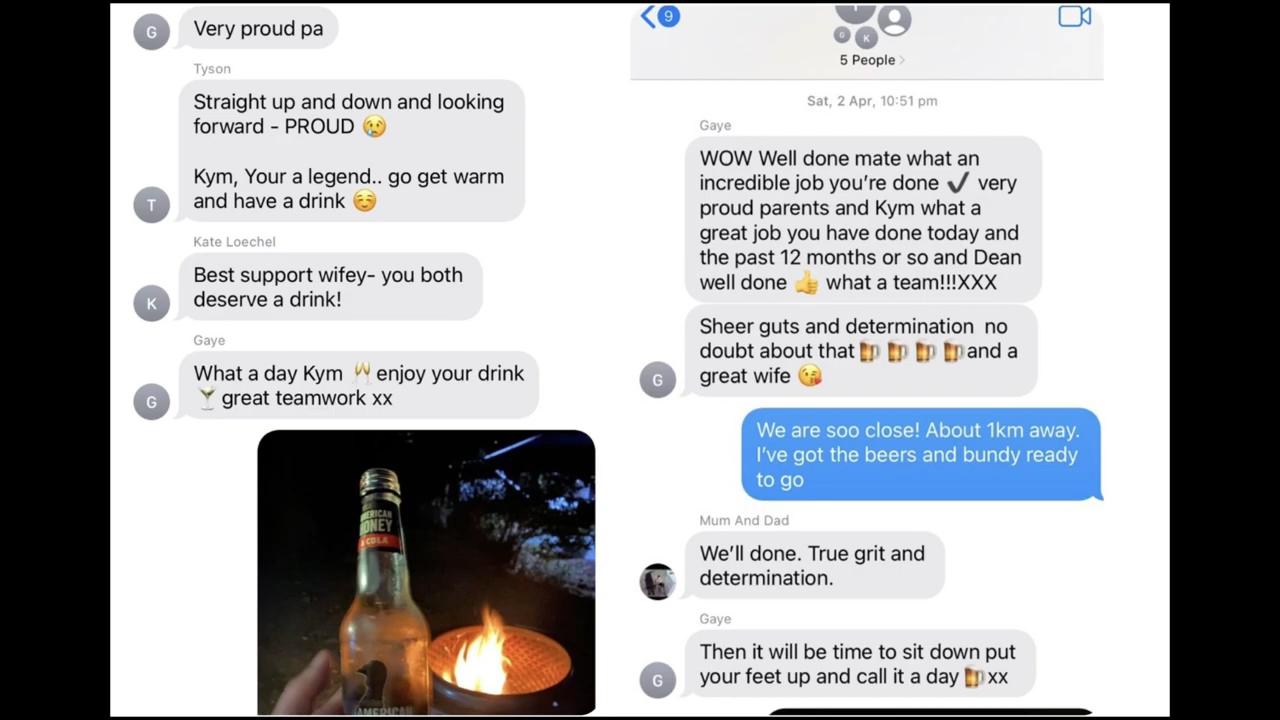 G
Very proud pa
Tyson
Straight up and down and looking
forward - PROUD 😢
Kym, Your a legend.. go get warm
and have a drink ☺️
T
Kate Loechel
Best support wifey- you both
deserve a drink!
K
Gaye
What a day Kym 🥂 enjoy your drink
🍸 great teamwork xx
G
AMERICAN
HONEY
& COLA
AMERICAN
9
G
K
5 People >
Sat, 2 Apr, 10:51 pm
Gaye
WOW Well done mate what an
incredible job you're done ✔️ very
proud parents and Kym what a
great job you have done today and
the past 12 months or so and Dean
well done 👍 what a team!!!XXX
Sheer guts and determination no
doubt about that🍺🍺🍺🍺and a
great wife 😘
G
We are soo close! About 1km away.
I've got the beers and bundy ready
to go
Mum And Dad
We'll done. True grit and
determination.
Gaye
Then it will be time to sit down put
your feet up and call it a day🍺xx
G